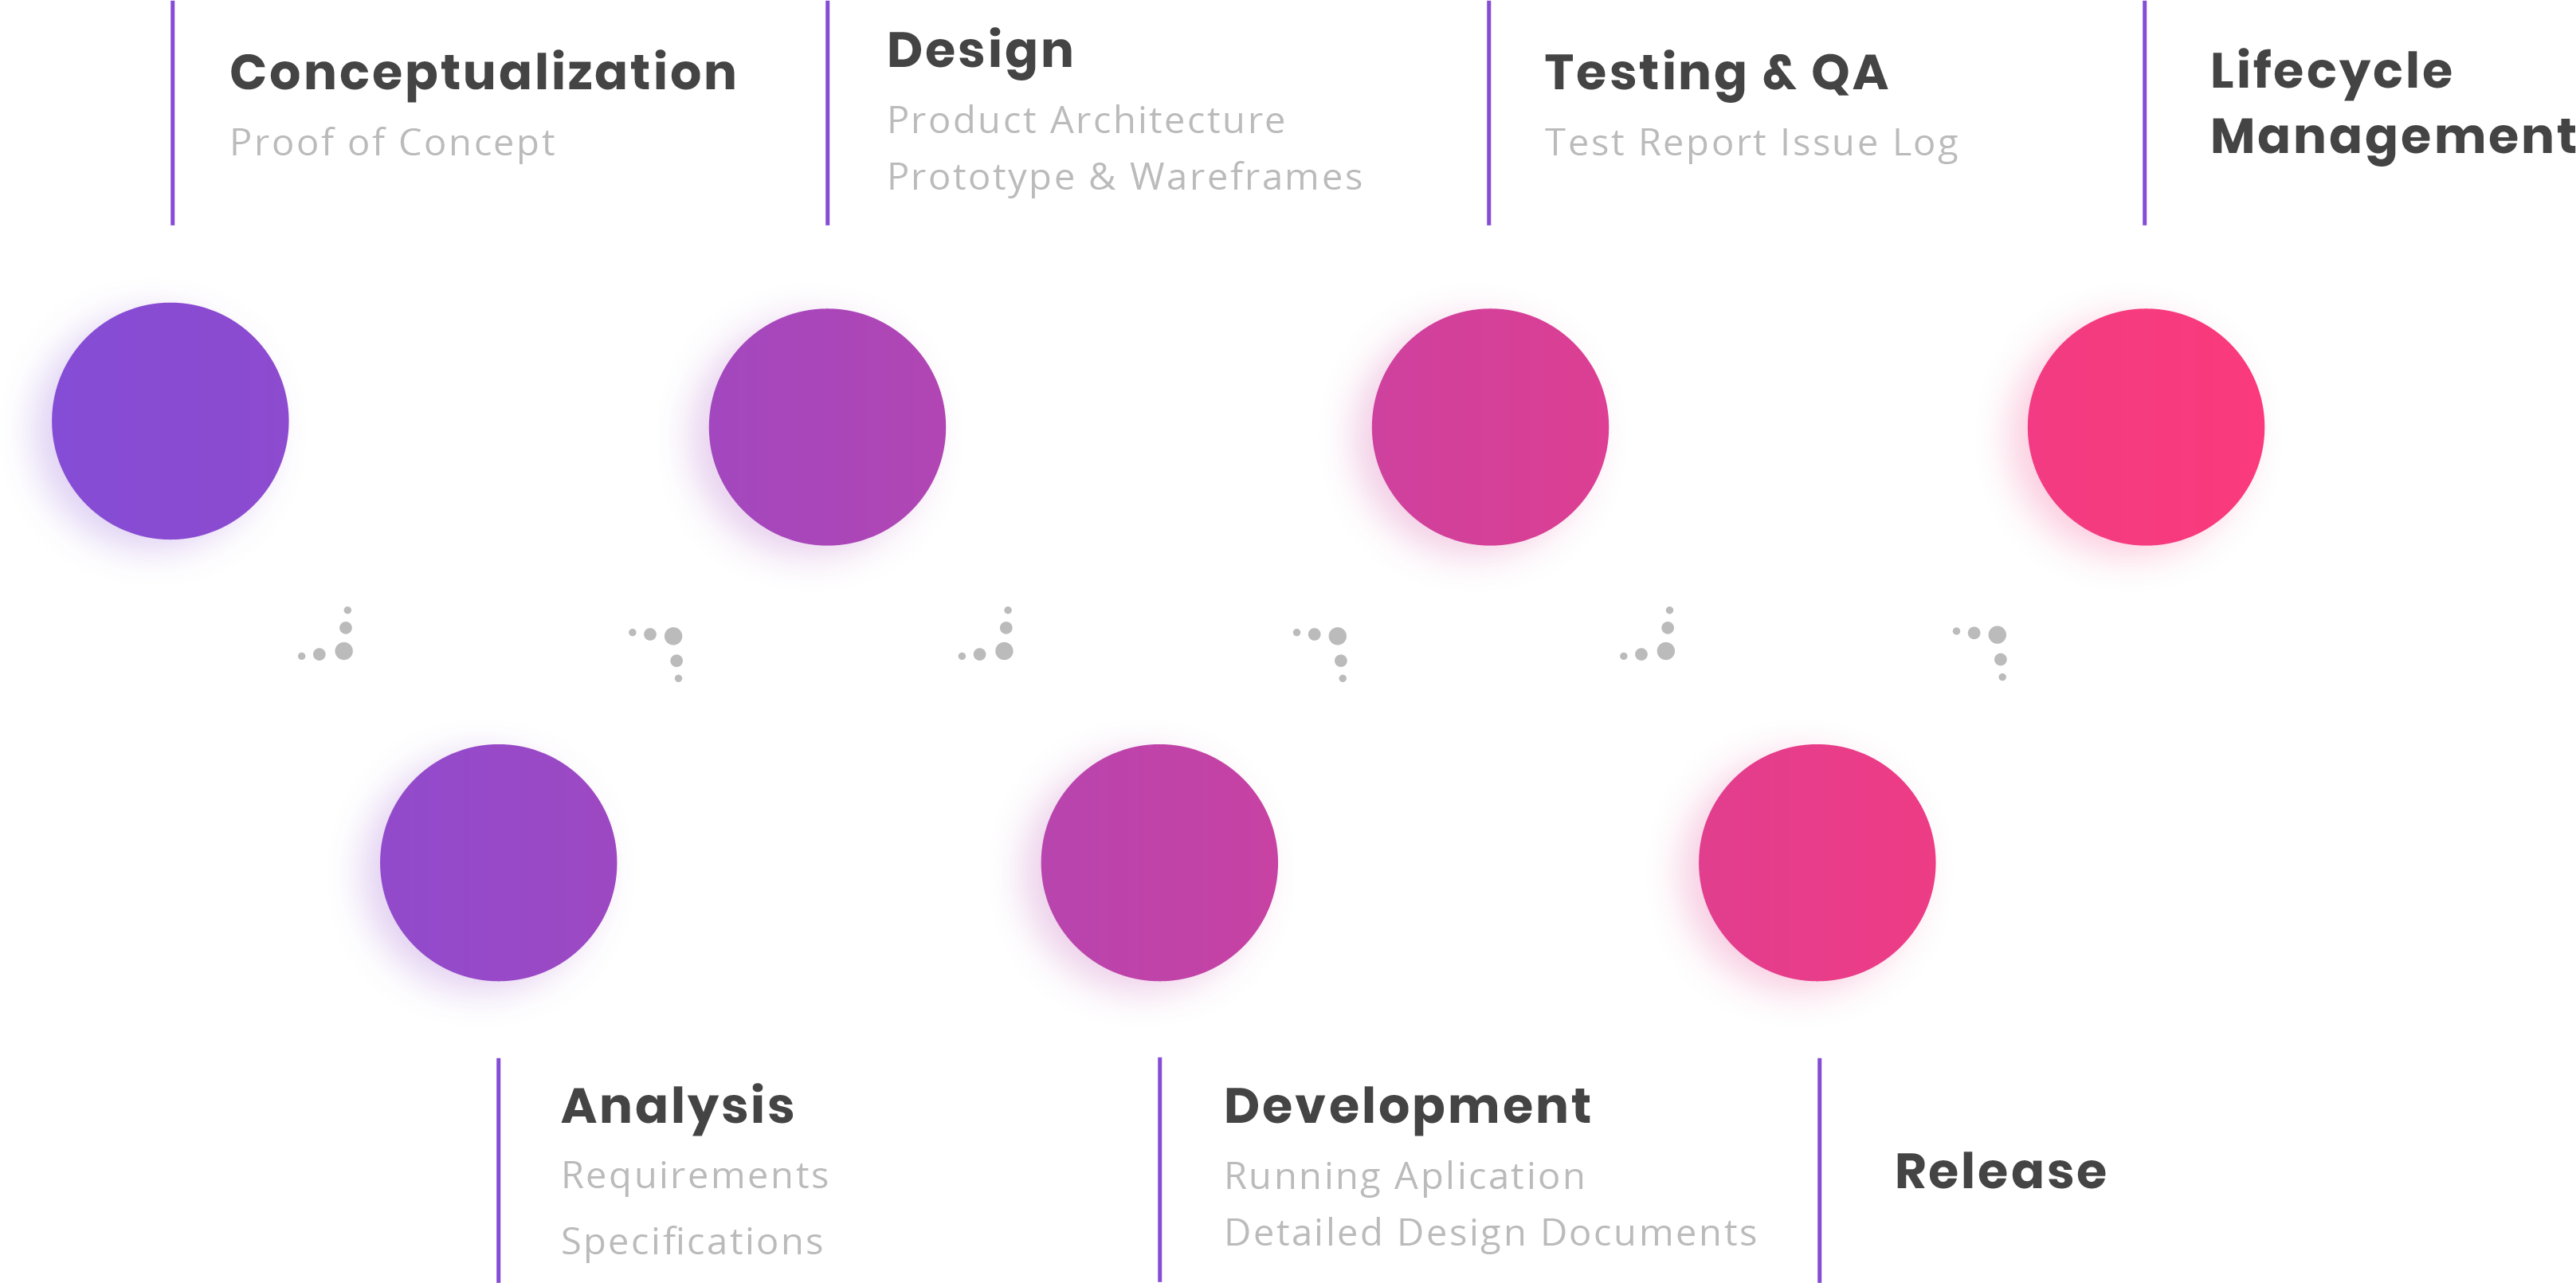 Conceptualization
Proof of Concept
Design
Product Architecture
Prototype & Wareframes
Testing & QA
Test Report Issue Log
Lifecycle
Management
Analysis
Requirements
Specifications
Development
Running Aplication
Detailed Design Documents
Release